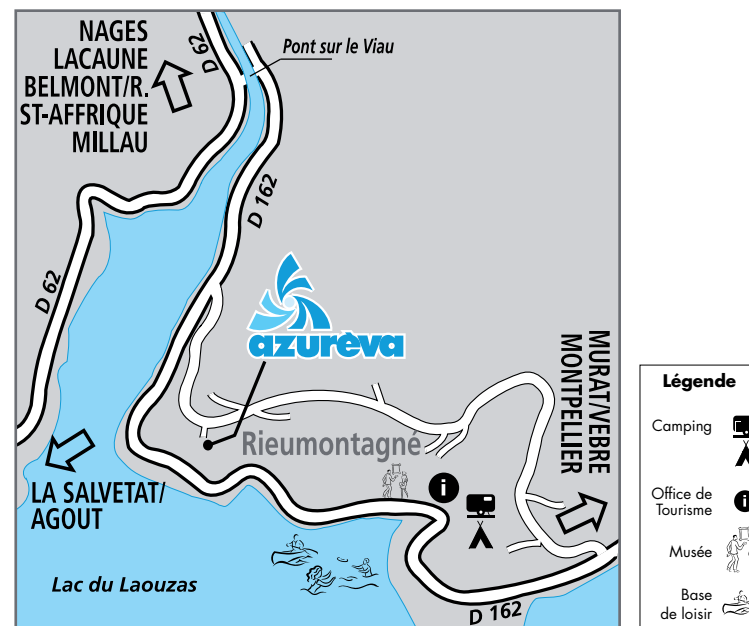 NAGES
LACAUNE
BELMONT/R.
ST-AFFRIQUE
MILLAU
D 62
Pont sur le Viau
D 162
D 62
azurèva
MURAT/VEBRE
MONTPELLIER
Rieumontagné
LA SALVETAT/
AGOUT
Lac du Laouzas
D 162
Légende
Camping
Office de
Tourisme
Musée
Base
de loisir